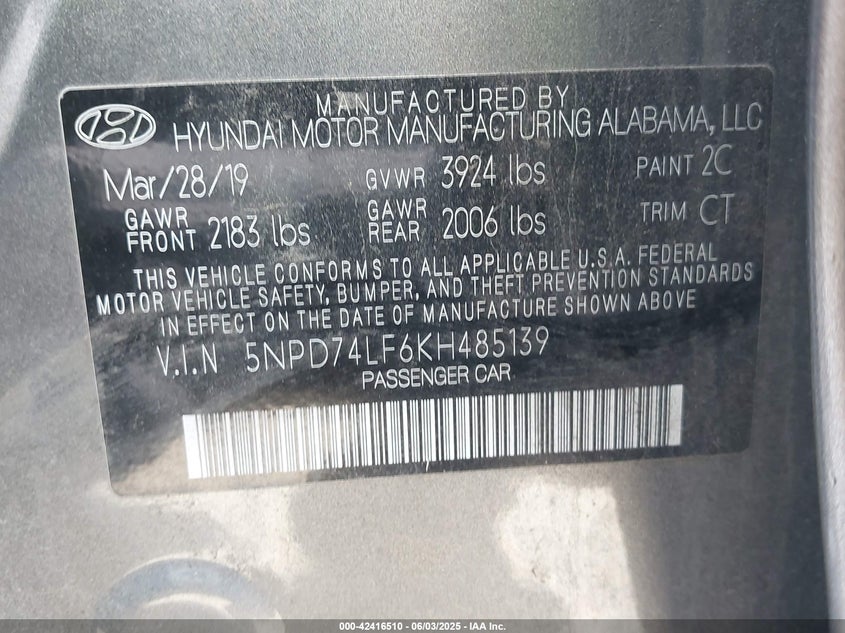 MANUFACTURED BY
HYUNDAI MOTOR MANUFACTURING ALABAMA, LLC
Mar/28/19 GVWR 3924 lbs PAINT 2C
GAWR FRONT 2183 lbs GAWR REAR 2006 lbs TRIM CT
THIS VEHICLE CONFORMS TO ALL APPLICABLE U.S.A. FEDERAL
MOTOR VEHICLE SAFETY, BUMPER, AND THEFT PREVENTION STANDARDS
IN EFFECT ON THE DATE OF MANUFACTURE SHOWN ABOVE
V.I.N 5NPD74LF6KH485139
PASSENGER CAR
000-42416510 | 06/03/2025 - IAA Inc.